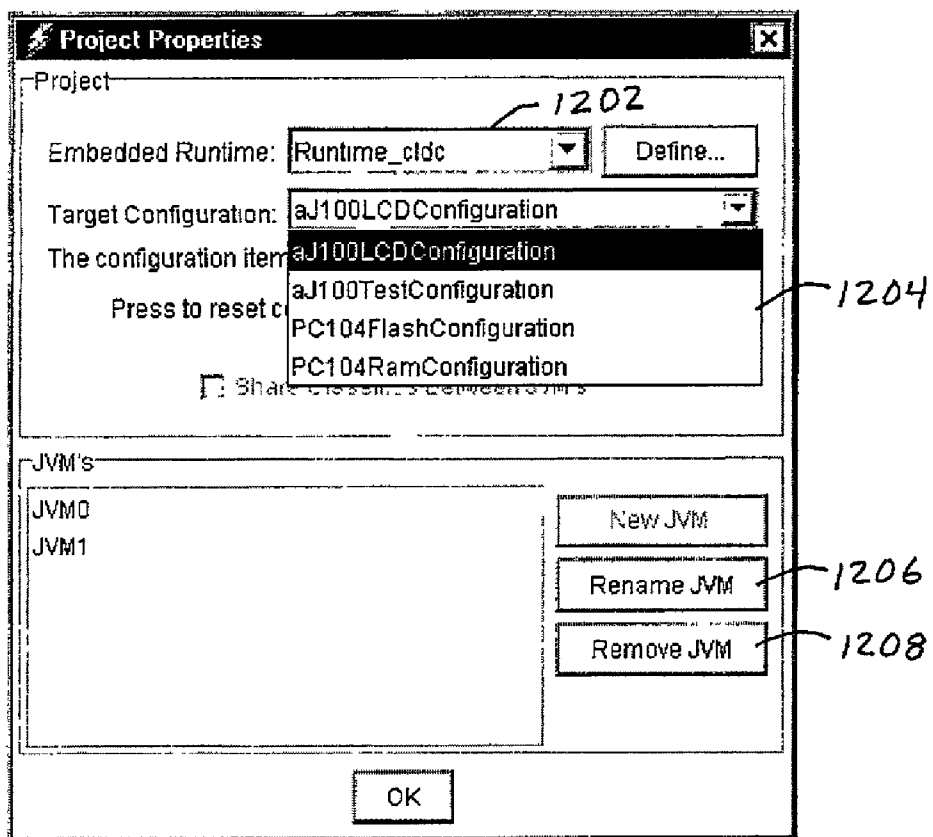 Project Properties
Project
1202
Embedded Runtime: Runtime_cldc Define...
Target Configuration: aJ100LCDConfiguration
The configuration item
aJ100LCDConfiguration
aJ100TestConfiguration
1204
Press to reset c
PC104FlashConfiguration
PC104RamConfiguration
Share
JVM's
JVM0
JVM1
New JVM
Rename JVM
1206
Remove JVM
1208
OK